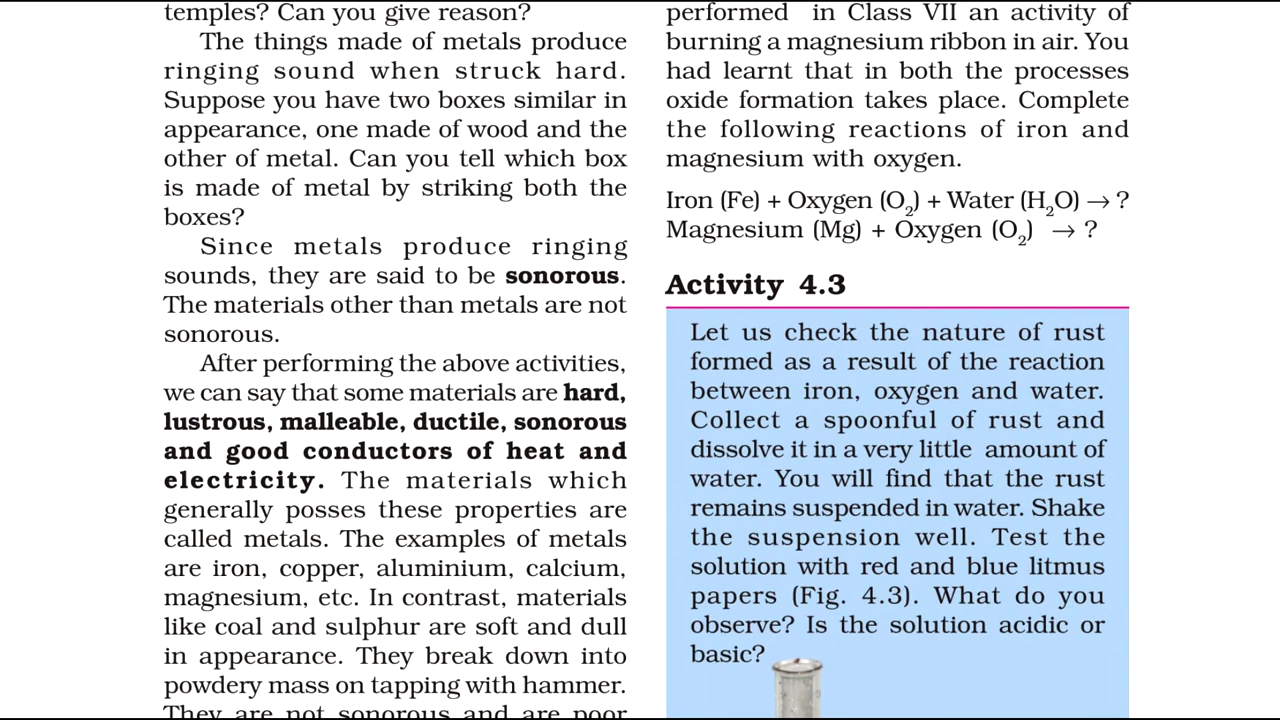 temples? Can you give reason?
The things made of metals produce
ringing sound when struck hard.
Suppose you have two boxes similar in
appearance, one made of wood and the
other of metal. Can you tell which box
is made of metal by striking both the
boxes?
Since metals produce ringing
sounds, they are said to be sonorous.
The materials other than metals are not
sonorous.
After performing the above activities,
we can say that some materials are hard,
lustrous, malleable, ductile, sonorous
and good conductors of heat and
electricity. The materials which
generally posses these properties are
called metals. The examples of metals
are iron, copper, aluminium, calcium,
magnesium, etc. In contrast, materials
like coal and sulphur are soft and dull
in appearance. They break down into
powdery mass on tapping with hammer.
They are not sonorous and are poor
performed in Class VII an activity of
burning a magnesium ribbon in air. You
had learnt that in both the processes
oxide formation takes place. Complete
the following reactions of iron and
magnesium with oxygen.
Iron (Fe) + Oxygen (O₂) + Water (H₂O) → ?
Magnesium (Mg) + Oxygen (O₂) → ?
Activity 4.3
Let us check the nature of rust
formed as a result of the reaction
between iron, oxygen and water.
Collect a spoonful of rust and
dissolve it in a very little amount of
water. You will find that the rust
remains suspended in water. Shake
the suspension well. Test the
solution with red and blue litmus
papers (Fig. 4.3). What do you
observe? Is the solution acidic or
basic?